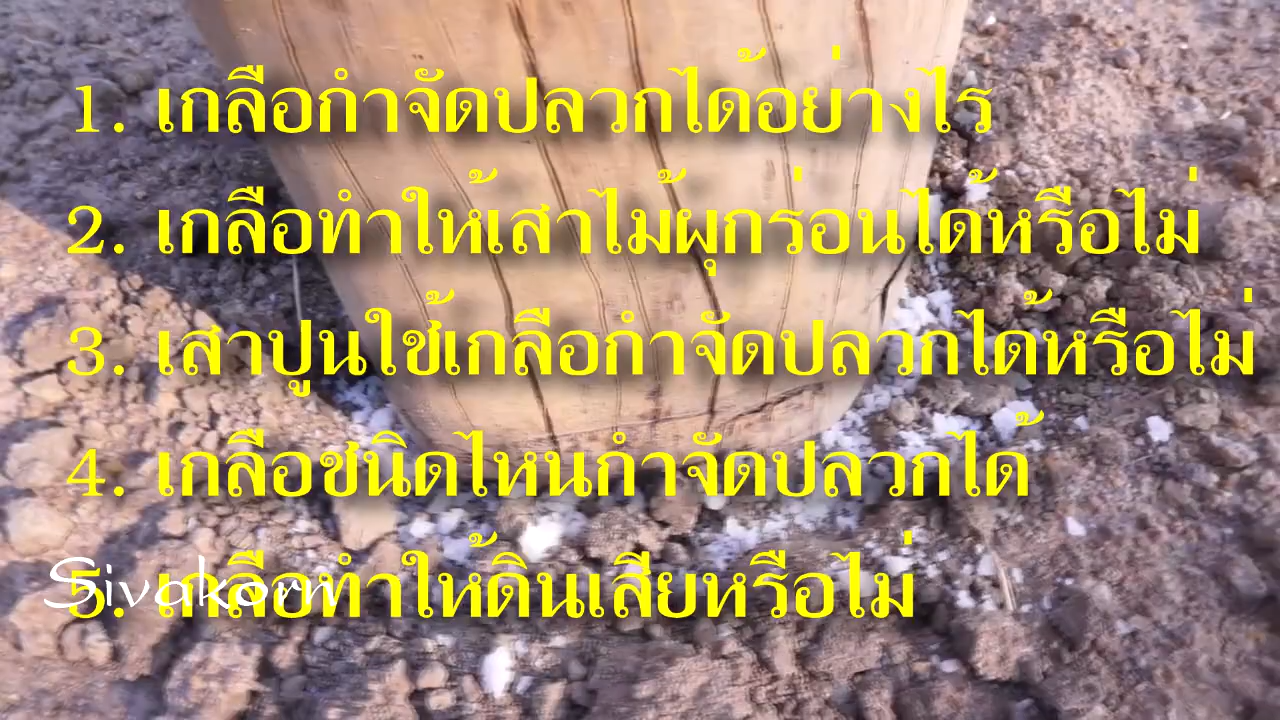 1. เกลือกำจัดปลวกได้อย่างไร
2. เกลือทำให้เสาไม้ผุกร่อนได้หรือไม่
3. เสาปูนใช้เกลือกำจัดปลวกได้หรือไม่
4. เกลือชนิดไหนกำจัดปลวกได้
5. เกลือทำให้ดินเสียหรือไม่
Sivakorn